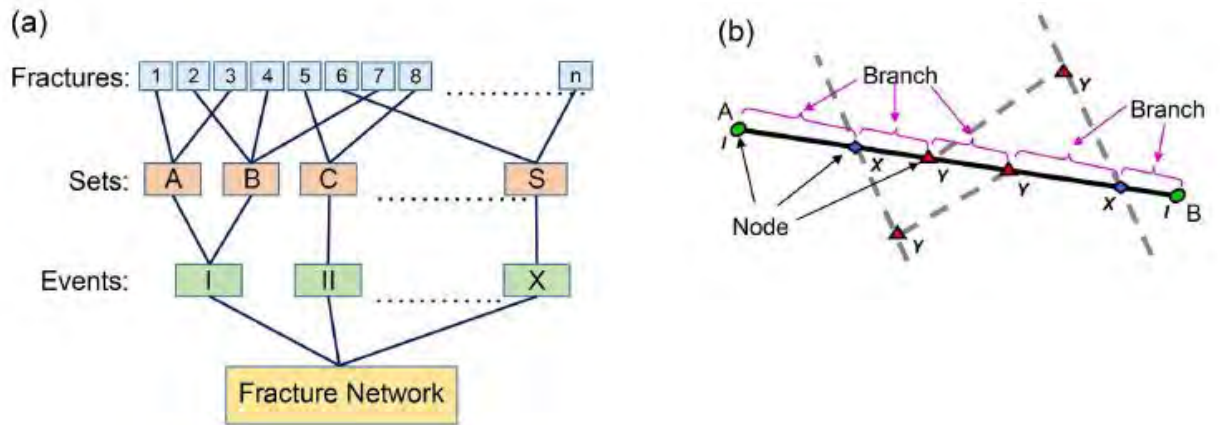 (a)
Fractures: 1 2 3 4 5 6 7 8 n
Sets: A B C S
Events: I II X
Fracture Network
(b)
Branch
Y
Branch
A
I
X
Y
Y
X
I
B
Node
Y